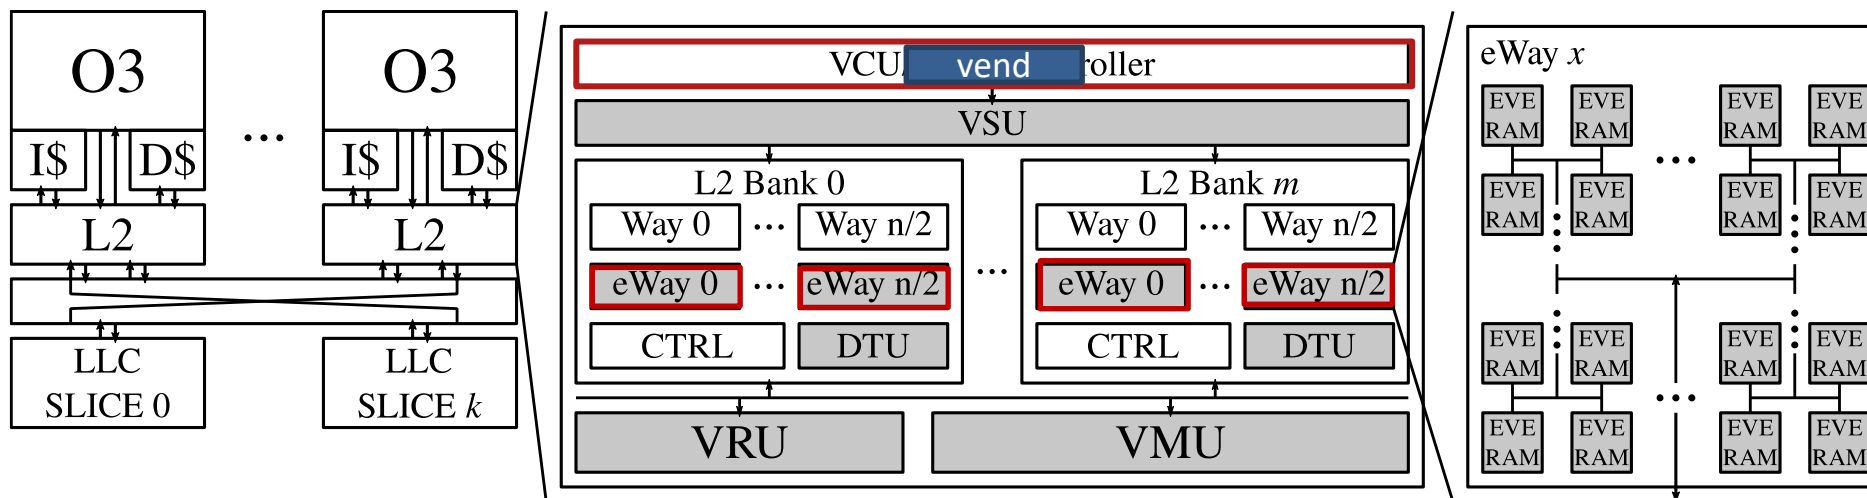 O3
I$
D$
L2
LLC
SLICE 0
...
O3
I$
D$
L2
LLC
SLICE k
vend
VSU
L2 Bank 0
Way 0 ... Way n/2
eWay 0 ... eWay n/2
CTRL
DTU
...
L2 Bank m
Way 0 ... Way n/2
eWay 0 ... eWay n/2
CTRL
DTU
VRU
VMU
eWay x
EVE
RAM
EVE
RAM
...
EVE
RAM
EVE
RAM
EVE
RAM
EVE
RAM
EVE
RAM
EVE
RAM
EVE
RAM
EVE
RAM
...
EVE
RAM
EVE
RAM
EVE
RAM
EVE
RAM
EVE
RAM
EVE
RAM